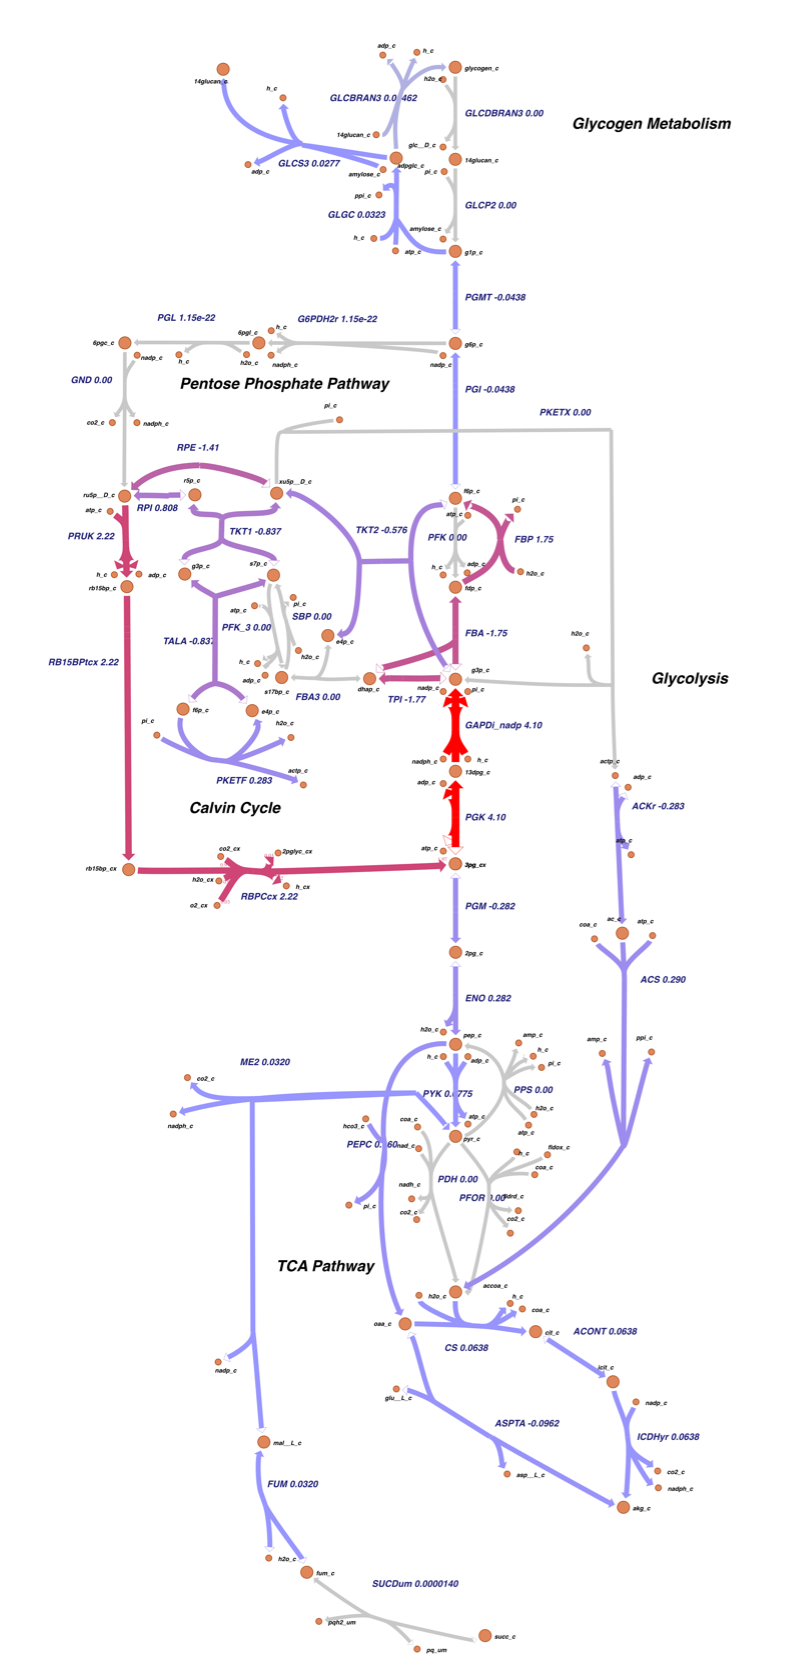 adp_c
h_c
glycogen_c
14glucan_c
h2o_c
h_c
GLCBRAN3
GLCDBRAN3 0.00
Glycogen Metabolism
14glucan_c
glc__D_c
adpglc_c
14glucan_c
GLCS3 0.0277
adp_c
amylose_c
pi_c
ppi_c
GLCP2 0.00
GLGC 0.0323
amylose_c
h_c
atp_c
g1p_c
PGMT -0.0438
PGL 1.15e-22
G6PDH2r 1.15e-22
h_c
6pgl_c
6pgc_c
g6p_c
nadp_c
h_c
h2o_c
nadph_c
nadp_c
GND 0.00
Pentose Phosphate Pathway
PGI -0.0438
pi_c
PKETX 0.00
co2_c
nadph_c
RPE -1.41
r5p_c
xu5p__D_c
ru5p__D_c
RPI 0.808
f6p_c
pi_c
atp_c
atp_c
PRUK 2.22
TKT1 -0.837
TKT2 -0.576
PFK 0.00
FBP 1.75
g3p_c
s7p_c
h_c
adp_c
h_c
adp_c
h2o_c
rb15bp_c
fdp_c
atp_c
pi_c
SBP 0.00
PFK_3 0.00
TALA -0.837
e4p_c
FBA -1.75
h2o_c
RB15BPtcx 2.22
h_c
h2o_c
adp_c
g3p_c
Glycolysis
s17bp_c
FBA3 0.00
dhap_c
TPI -1.77
nadp_c
pi_c
f6p_c
e4p_c
pi_c
h2o_c
GAPDi_nadp 4.10
nadph_c
h_c
actp_c
13dpg_c
actp_c
PKETF 0.283
adp_c
adp_c
Calvin Cycle
ACKr -0.283
PGK 4.10
atp_c
atp_c
co2_cx
2pglyc_cx
rb15bp_cx
3pg_cx
h2o_cx
h_cx
RBPCcx 2.22
o2_cx
PGM -0.282
ac_c
coa_c
atp_c
2pg_c
ACS 0.290
ENO 0.282
h2o_c
pep_c
amp_c
amp_c
ppi_c
h_c
adp_c
h_c
pi_c
ME2 0.0320
co2_c
PPS 0.00
PYK
nadph_c
hco3_c
coa_c
atp_c
h2o_c
atp_c
PEPC
nad_c
pyr_c
h_c
fldox_c
coa_c
PDH 0.00
nadh_c
PFOR 0.00
pi_c
co2_c
co2_c
TCA Pathway
accoa_c
h2o_c
h_c
coa_c
oaa_c
cit_c
ACONT 0.0638
CS 0.0638
icit_c
nadp_c
glu__L_c
nadp_c
ASPTA -0.0962
ICDHyr 0.0638
mal__L_c
asp__L_c
co2_c
nadph_c
FUM 0.0320
akg_c
h2o_c
fum_c
SUCDum 0.0000140
pqh2_um
succ_c
pq_um